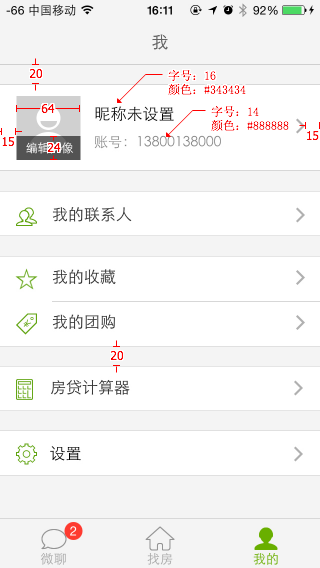 -66 中国移动 16:11 92%
我
20
字号：16
颜色：#343434
64
昵称未设置
字号：14
颜色：#888888
15
账号：13800138000
15
编辑头像
24
我的联系人
我的收藏
我的团购
20
房贷计算器
设置
2
微聊
找房
我的